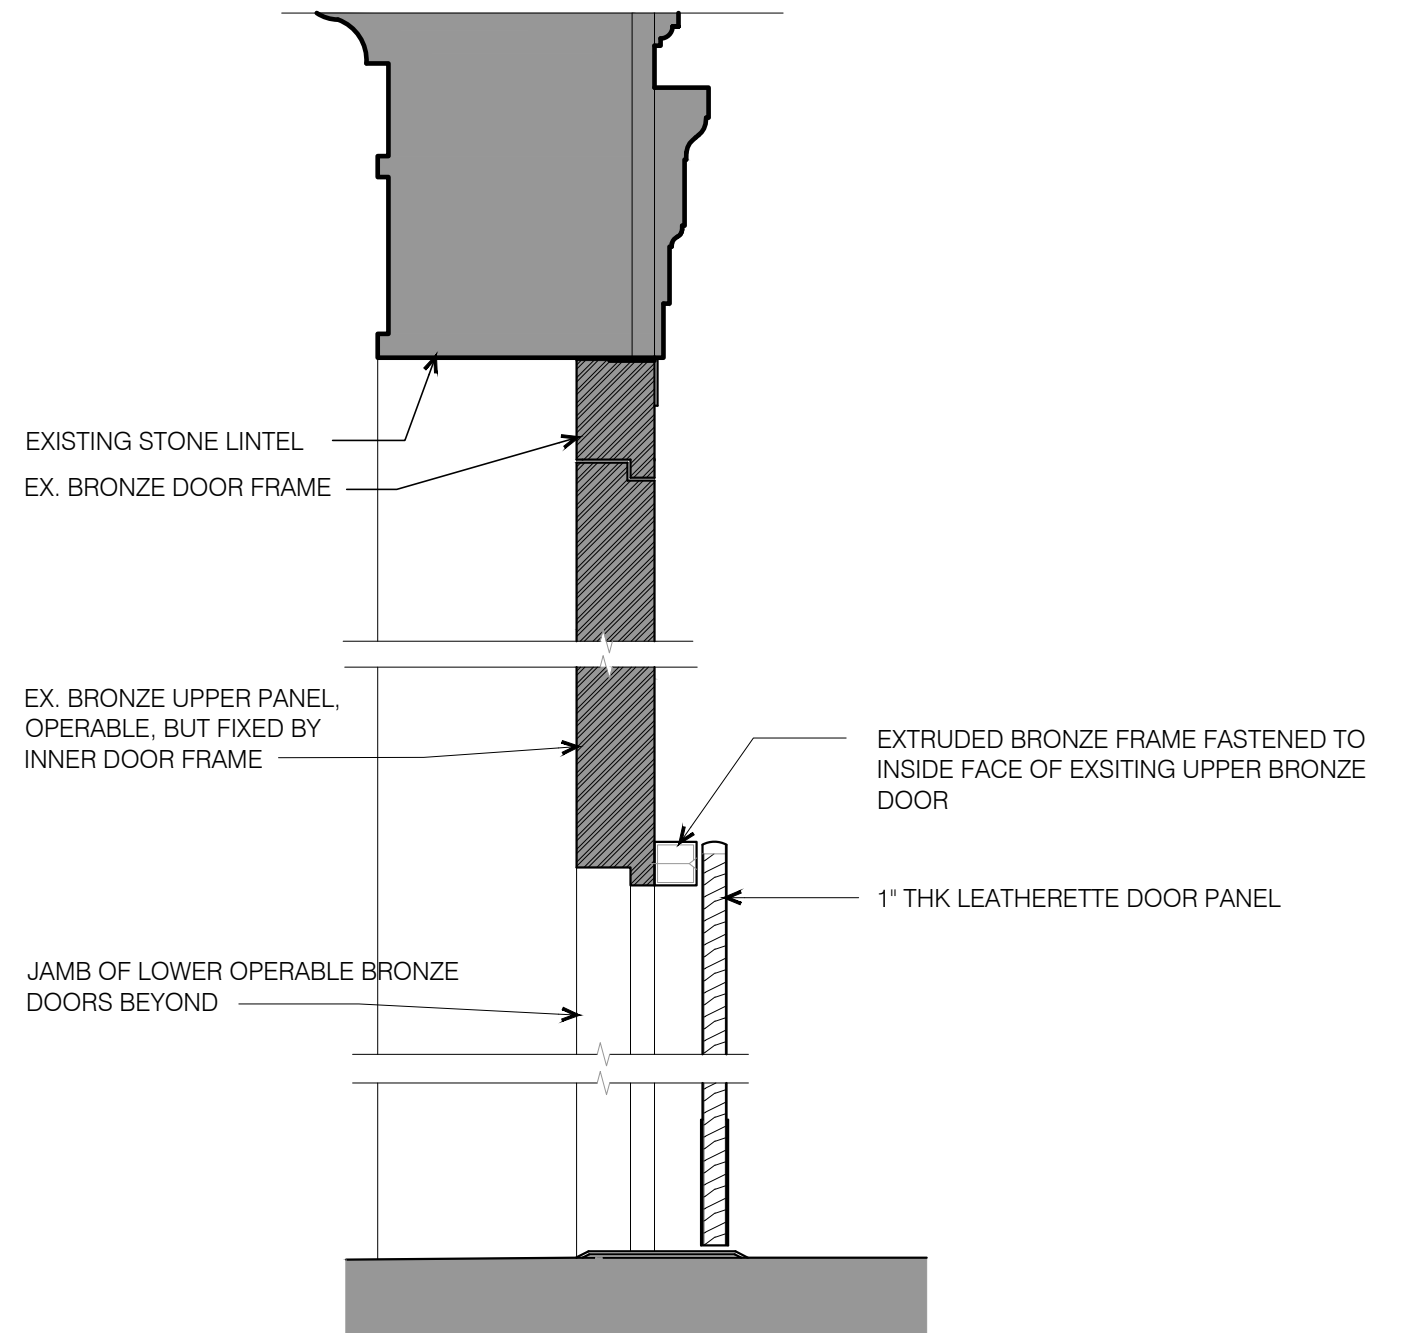 EXISTING STONE LINTEL
EX. BRONZE DOOR FRAME
EX. BRONZE UPPER PANEL,
OPERABLE, BUT FIXED BY
INNER DOOR FRAME
EXTRUDED BRONZE FRAME FASTENED TO
INSIDE FACE OF EXSITING UPPER BRONZE
DOOR
1" THK LEATHERETTE DOOR PANEL
JAMB OF LOWER OPERABLE BRONZE
DOORS BEYOND